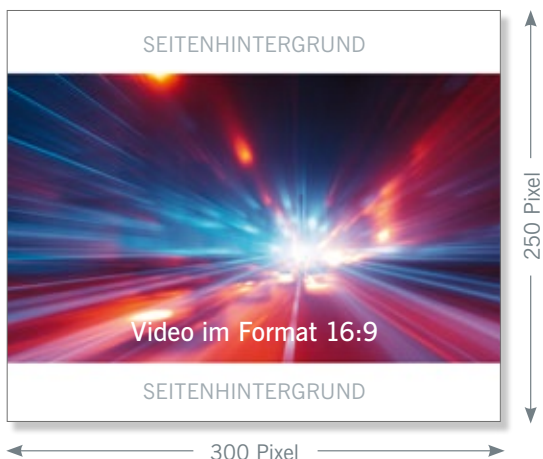 SEITENHINTERGRUND
250 Pixel
Video im Format 16:9
SEITENHINTERGRUND
300 Pixel